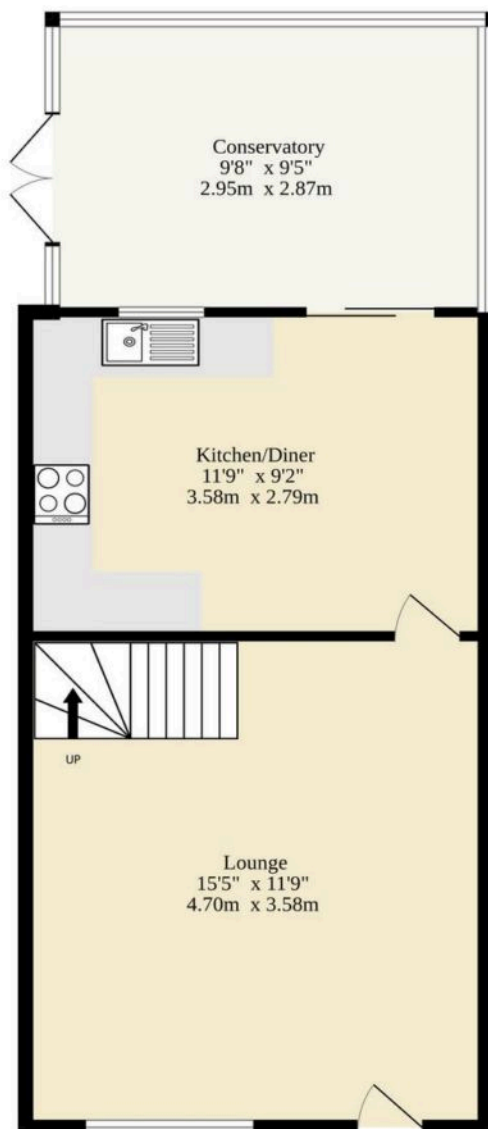 Conservatory
9'8" x 9'5"
2.95m x 2.87m
Kitchen/Diner
11'9" x 9'2"
3.58m x 2.79m
UP
Lounge
15'5" x 11'9"
4.70m x 3.58m